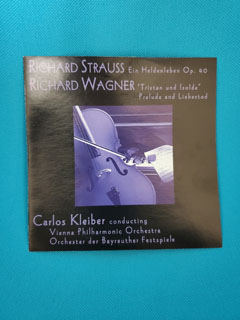 RICHARD STRAUSS Ein Heldenleben Op. 40
RICHARD WAGNER "Tristan und Isolde"
Prelude and Liebestod
Carlos Kleiber conducting
Vienna Philharmonic Orchestra
Orchester der Bayreuther Festspiele